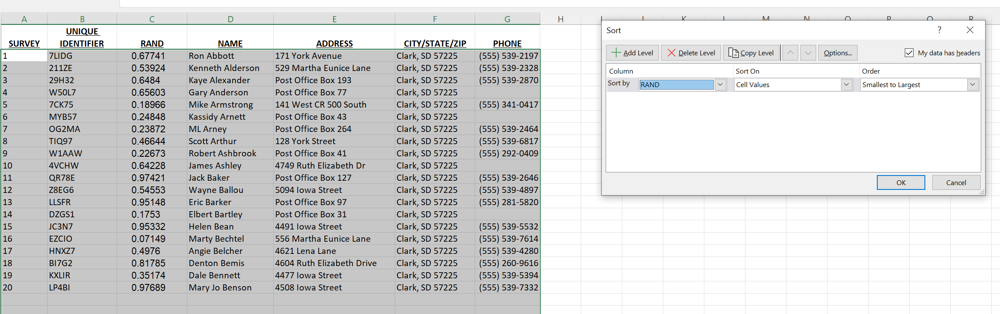 A B C D E F G H I J K L M N O P Q R
UNIQUE
SURVEY IDENTIFIER RAND NAME ADDRESS CITY/STATE/ZIP PHONE
1 7LIDG 0.67741 Ron Abbott 171 York Avenue Clark, SD 57225 (555) 539-2197
2 211ZE 0.53924 Kenneth Alderson 529 Martha Eunice Lane Clark, SD 57225 (555) 539-2328
3 29H32 0.6484 Kaye Alexander Post Office Box 193 Clark, SD 57225 (555) 539-2870
4 W50L7 0.65603 Gary Anderson Post Office Box 77 Clark, SD 57225
5 7CK75 0.18966 Mike Armstrong 141 West CR 500 South Clark, SD 57225 (555) 341-0417
6 MYB57 0.24848 Kassidy Arnett Post Office Box 43 Clark, SD 57225
7 OG2MA 0.23872 ML Arney Post Office Box 264 Clark, SD 57225 (555) 539-2464
8 TIQ97 0.46644 Scott Arthur 128 York Street Clark, SD 57225 (555) 539-6817
9 W1AAW 0.22673 Robert Ashbrook Post Office Box 41 Clark, SD 57225 (555) 292-0409
10 4VCHW 0.64228 James Ashley 4749 Ruth Elizabeth Dr Clark, SD 57225
11 QR78E 0.97421 Jack Baker Post Office Box 127 Clark, SD 57225 (555) 539-2646
12 Z8EG6 0.54553 Wayne Ballou 5094 Iowa Street Clark, SD 57225 (555) 539-4897
13 LLSFR 0.95148 Eric Barker Post Office Box 97 Clark, SD 57225 (555) 281-5820
14 DZGS1 0.1753 Elbert Bartley Post Office Box 31 Clark, SD 57225
15 JC3N7 0.95332 Helen Bean 4491 Iowa Street Clark, SD 57225 (555) 539-5532
16 EZCIO 0.07149 Marty Bechtel 556 Martha Eunice Lane Clark, SD 57225 (555) 539-7614
17 HNXZ7 0.4976 Angie Belcher 4621 Lena Lane Clark, SD 57225 (555) 539-4280
18 BI7G2 0.81785 Denton Bemis 4604 Ruth Elizabeth Drive Clark, SD 57225 (555) 260-9616
19 KXLIR 0.35174 Dale Bennett 4477 Iowa Street Clark, SD 57225 (555) 539-5394
20 LP4BI 0.97689 Mary Jo Benson 4508 Iowa Street Clark, SD 57225 (555) 539-7332
Sort ?
Add Level Delete Level Copy Level Options... My data has headers
Column Sort On Order
Sort by RAND Cell Values Smallest to Largest
OK Cancel